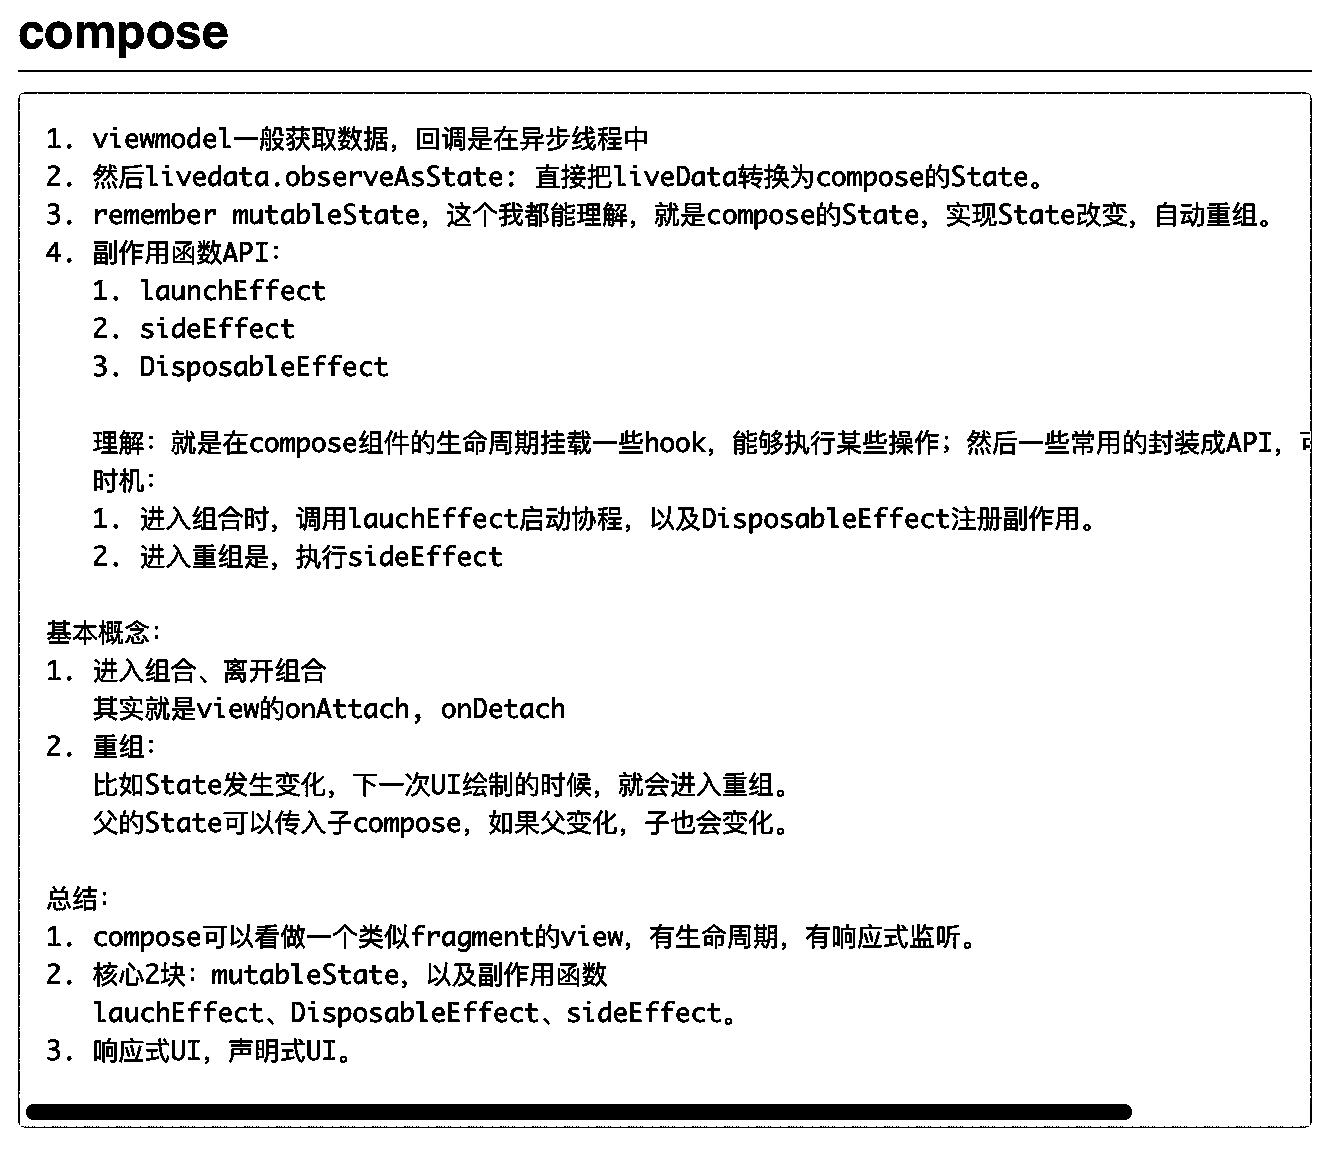 compose
1. viewmodel一般获取数据，回调是在异步线程中
2. 然后livedata.observeAsState: 直接把liveData转换为compose的State。
3. remember mutableState，这个我都能理解，就是compose的State，实现State改变，自动重组。
4. 副作用函数API：
1. launchEffect
2. sideEffect
3. DisposableEffect
理解：就是在compose组件的生命周期挂载一些hook，能够执行某些操作；然后一些常用的封装成API，
时机：
1. 进入组合时，调用lauchEffect启动协程，以及DisposableEffect注册副作用。
2. 进入重组是，执行sideEffect
基本概念：
1. 进入组合、离开组合
其实就是view的onAttach, onDetach
2. 重组：
比如State发生变化，下一次UI绘制的时候，就会进入重组。
父的State可以传入子compose，如果父变化，子也会变化。
总结：
1. compose可以看做一个类似fragment的view，有生命周期，有响应式监听。
2. 核心2块：mutableState，以及副作用函数
lauchEffect、DisposableEffect、sideEffect。
3. 响应式UI，声明式UI。